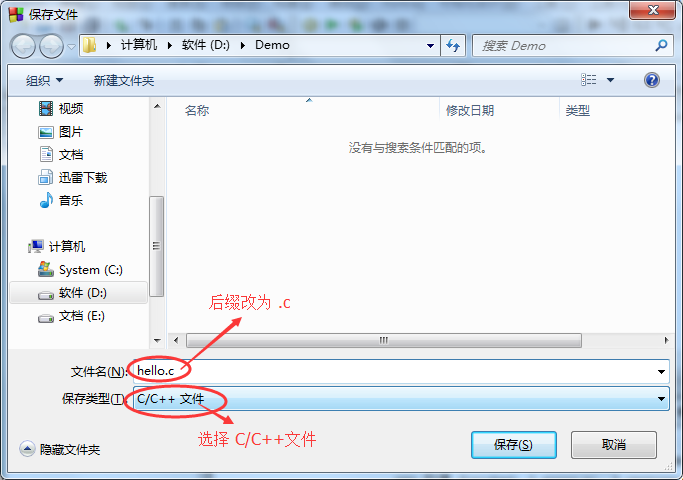 保存文件
计算机 软件 (D:) Demo
搜索 Demo
组织 新建文件夹
名称 修改日期 类型
没有与搜索条件匹配的项。
视频
图片
文档
迅雷下载
音乐
计算机
System (C:)
软件 (D:)
文档 (E:)
后缀改为 .c
文件名(N): hello.c
保存类型(T): C/C++ 文件
选择 C/C++文件
隐藏文件夹
保存(S) 取消